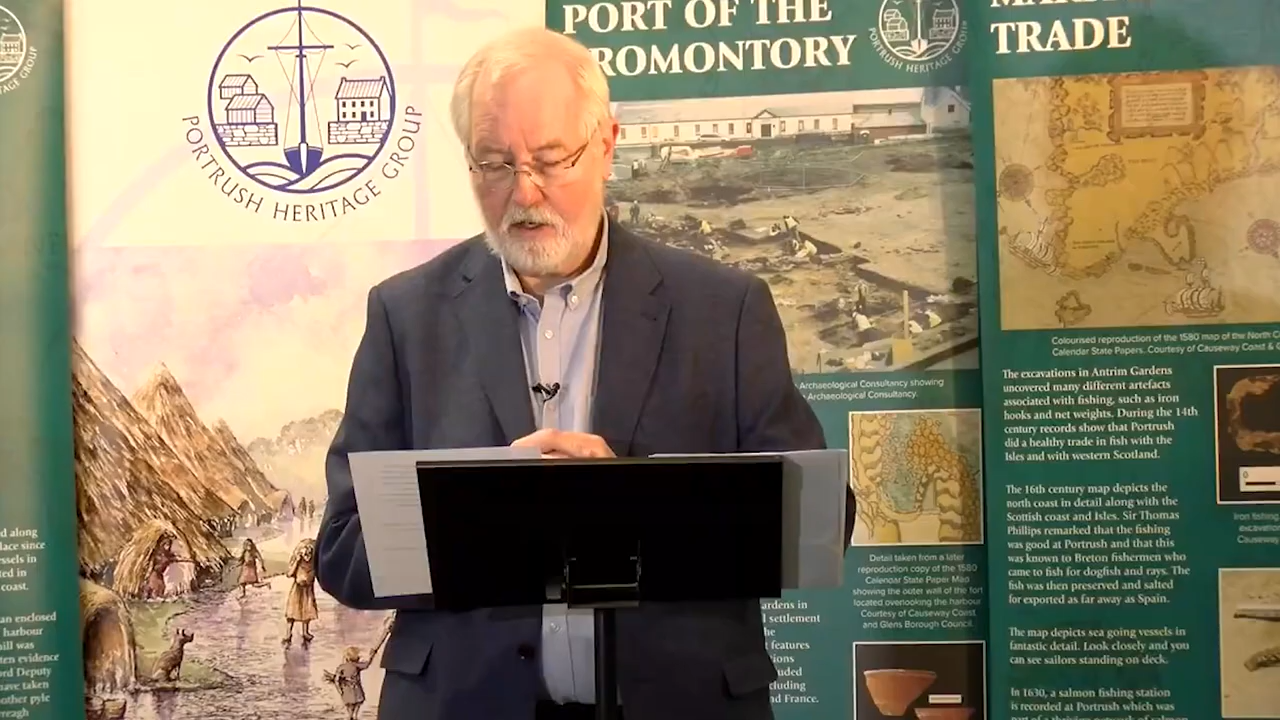 PORTRUSH HERITAGE GROUP
PORT OF THE
ROMONTORY
PORTRUSH
HERITAGE GROUP
TRADE
Colouised reproduction of the 1580 map of the North
Calendar State Papers. Courtesy of Causeway Coast & G
Archaeological Consultancy showing
Archaeological Consultancy.
The excavations in Antrim Gardens
uncovered many different artefacts
associated with fishing, such as iron
hooks and net weights. During the 14th
century records show that Portrush
did a healthy trade in fish with the
Isles and with western Scotland.
The 16th century map depicts the
north coast in detail along with the
Scottish coast and Isles. Sir Thomas
Phillips remarked that the fishing
was good at Portrush and that this
was known to Breton fishermen who
came to fish for dogfish and rays. The
fish was then preserved and salted
for exported as far away as Spain.
The map depicts sea going vessels in
fantastic detail. Look closely and you
can see sailors standing on deck.
In 1630, a salmon fishing station
is recorded at Portrush which was
Iron fishing
excavatio
Causeway
Detail taken from a later
reproduction copy of the 1580
Calendar State Paper Map
showing the outer wall of the fort
located overlooking the harbour
Courtesy of Causeway Coast
and Glens Borough Council.
ardens in
settlement
he
features
ions
uded
cluding
nd France.
d along
lace since
ssels in
ted in
coast.
an enclosed
harbour
ill was
ten evidence
ord Deputy
have taken
other pyle
reagh